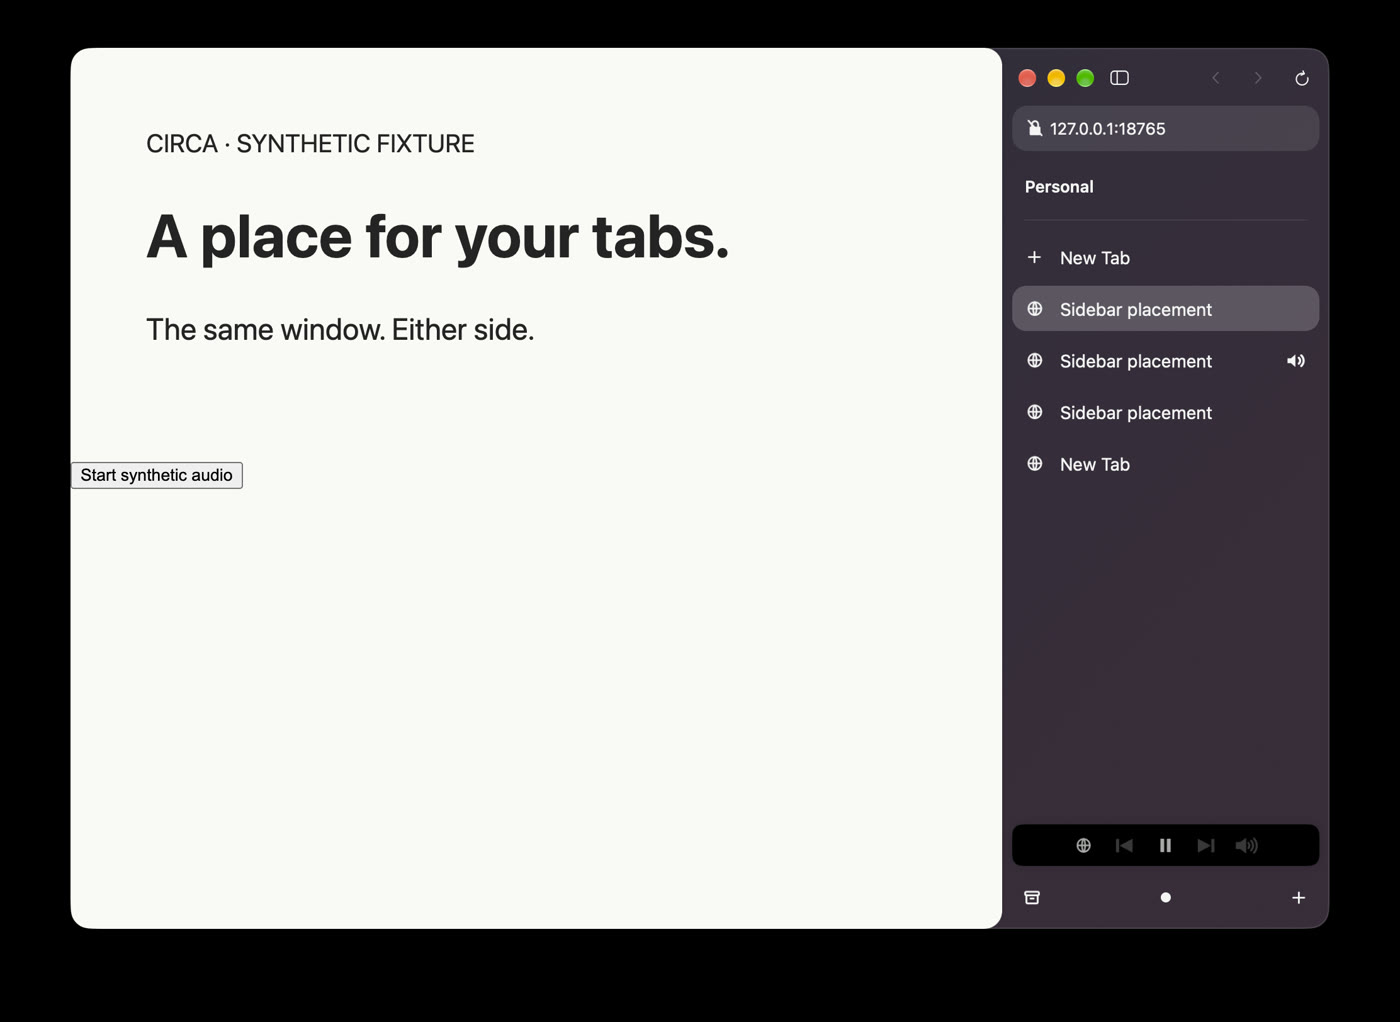 CIRCA · SYNTHETIC FIXTURE
A place for your tabs.
The same window. Either side.
Start synthetic audio
127.0.0.1:18765
Personal
New Tab
Sidebar placement
Sidebar placement
Sidebar placement
New Tab